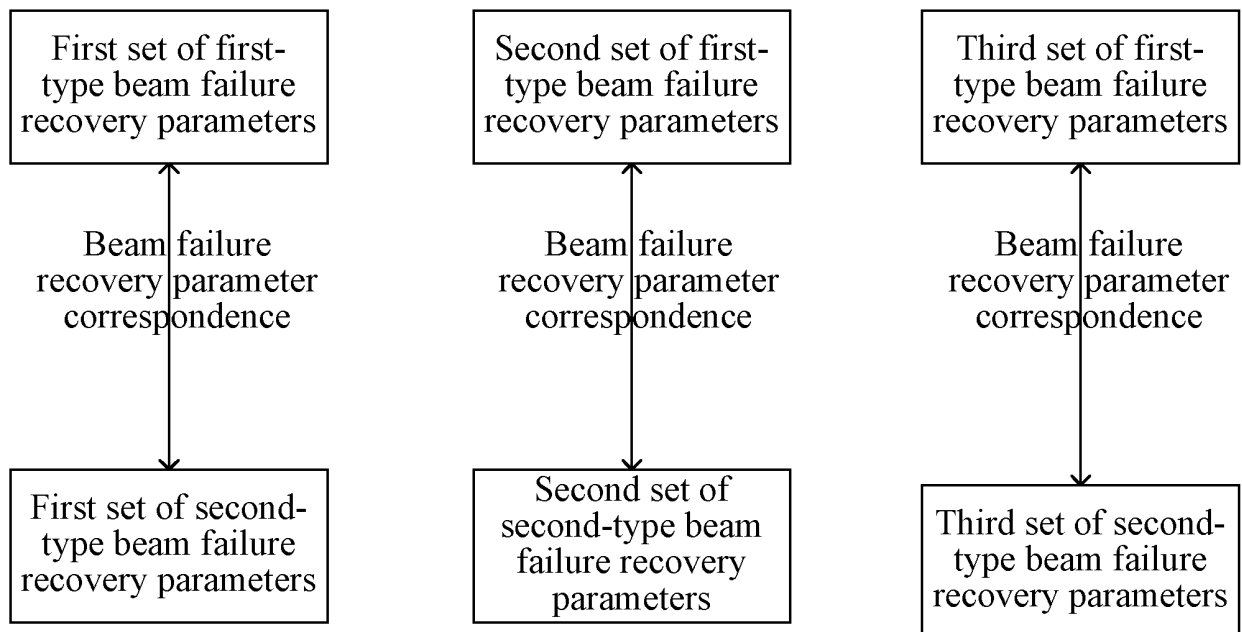 First set of first-
type beam failure
recovery parameters
Second set of first-
type beam failure
recovery parameters
Third set of first-
type beam failure
recovery parameters
Beam failure
recovery parameter
correspondence
Beam failure
recovery parameter
correspondence
Beam failure
recovery parameter
correspondence
First set of second-
type beam failure
recovery parameters
Second set of
second-type beam
failure recovery
parameters
Third set of second-
type beam failure
recovery parameters